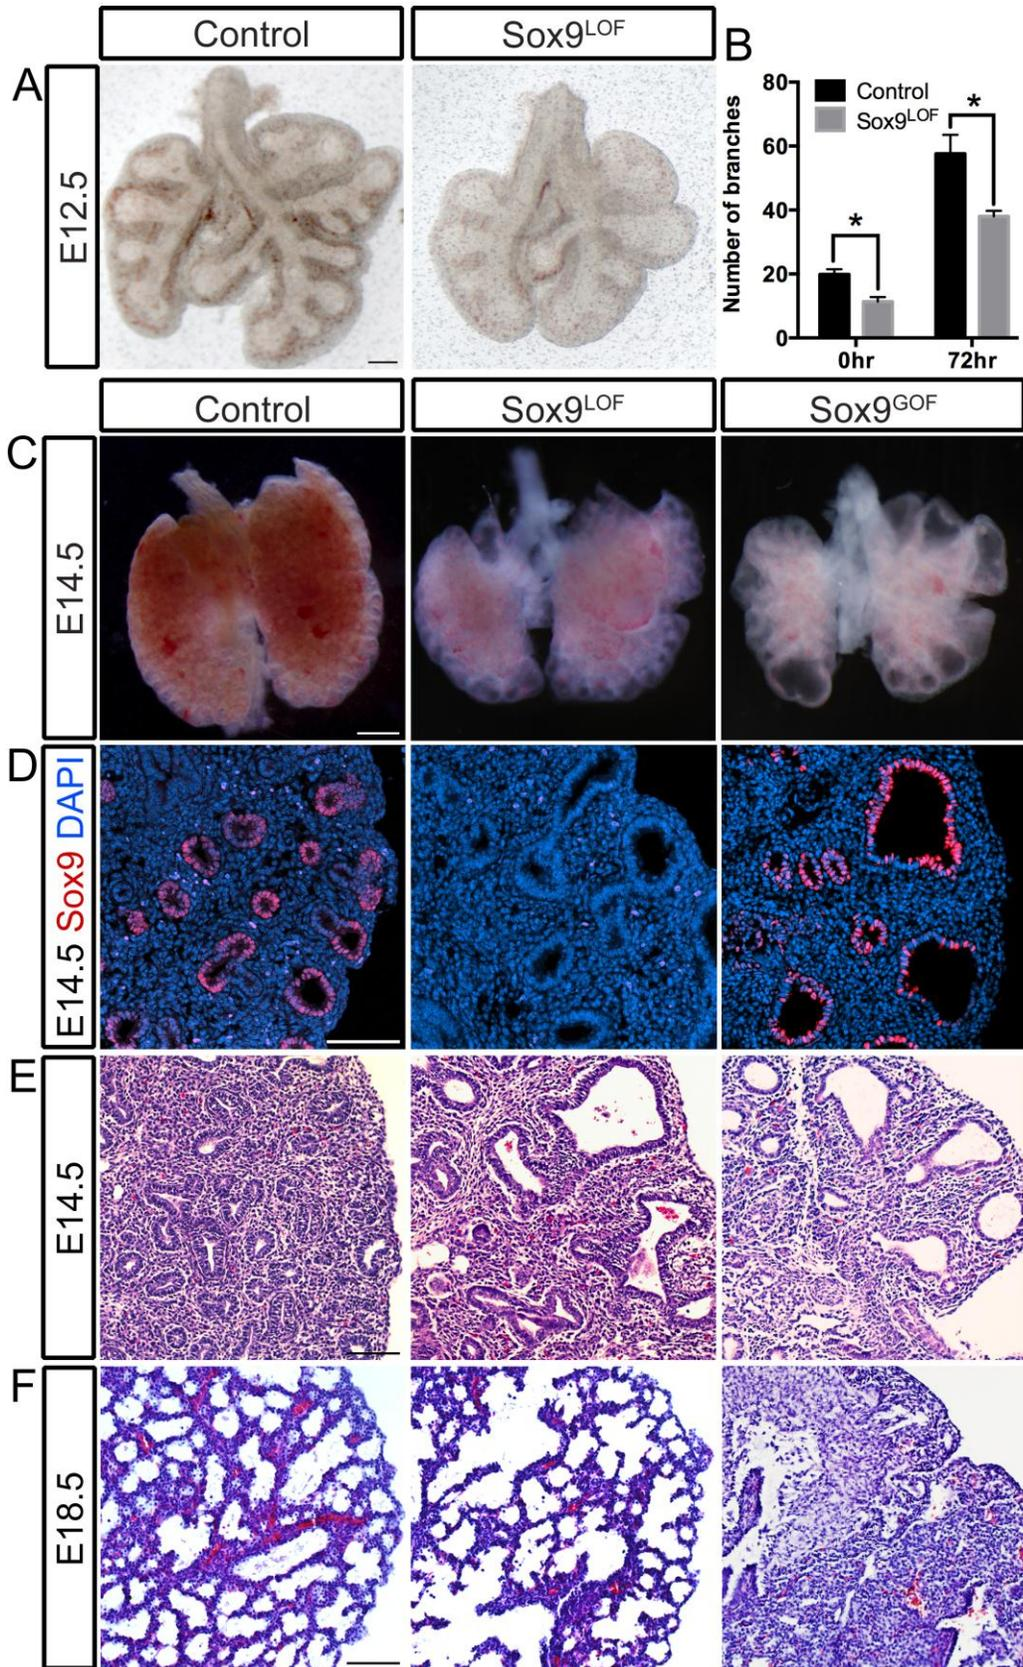 Control
Sox9LOF
A
B
E12.5
Number of branches
80
60
40
20
0
Control
Sox9LOF
*
*
0hr
72hr
Control
Sox9LOF
Sox9GOF
C
E14.5
D
E14.5 Sox9 DAPI
E
E14.5
F
E18.5